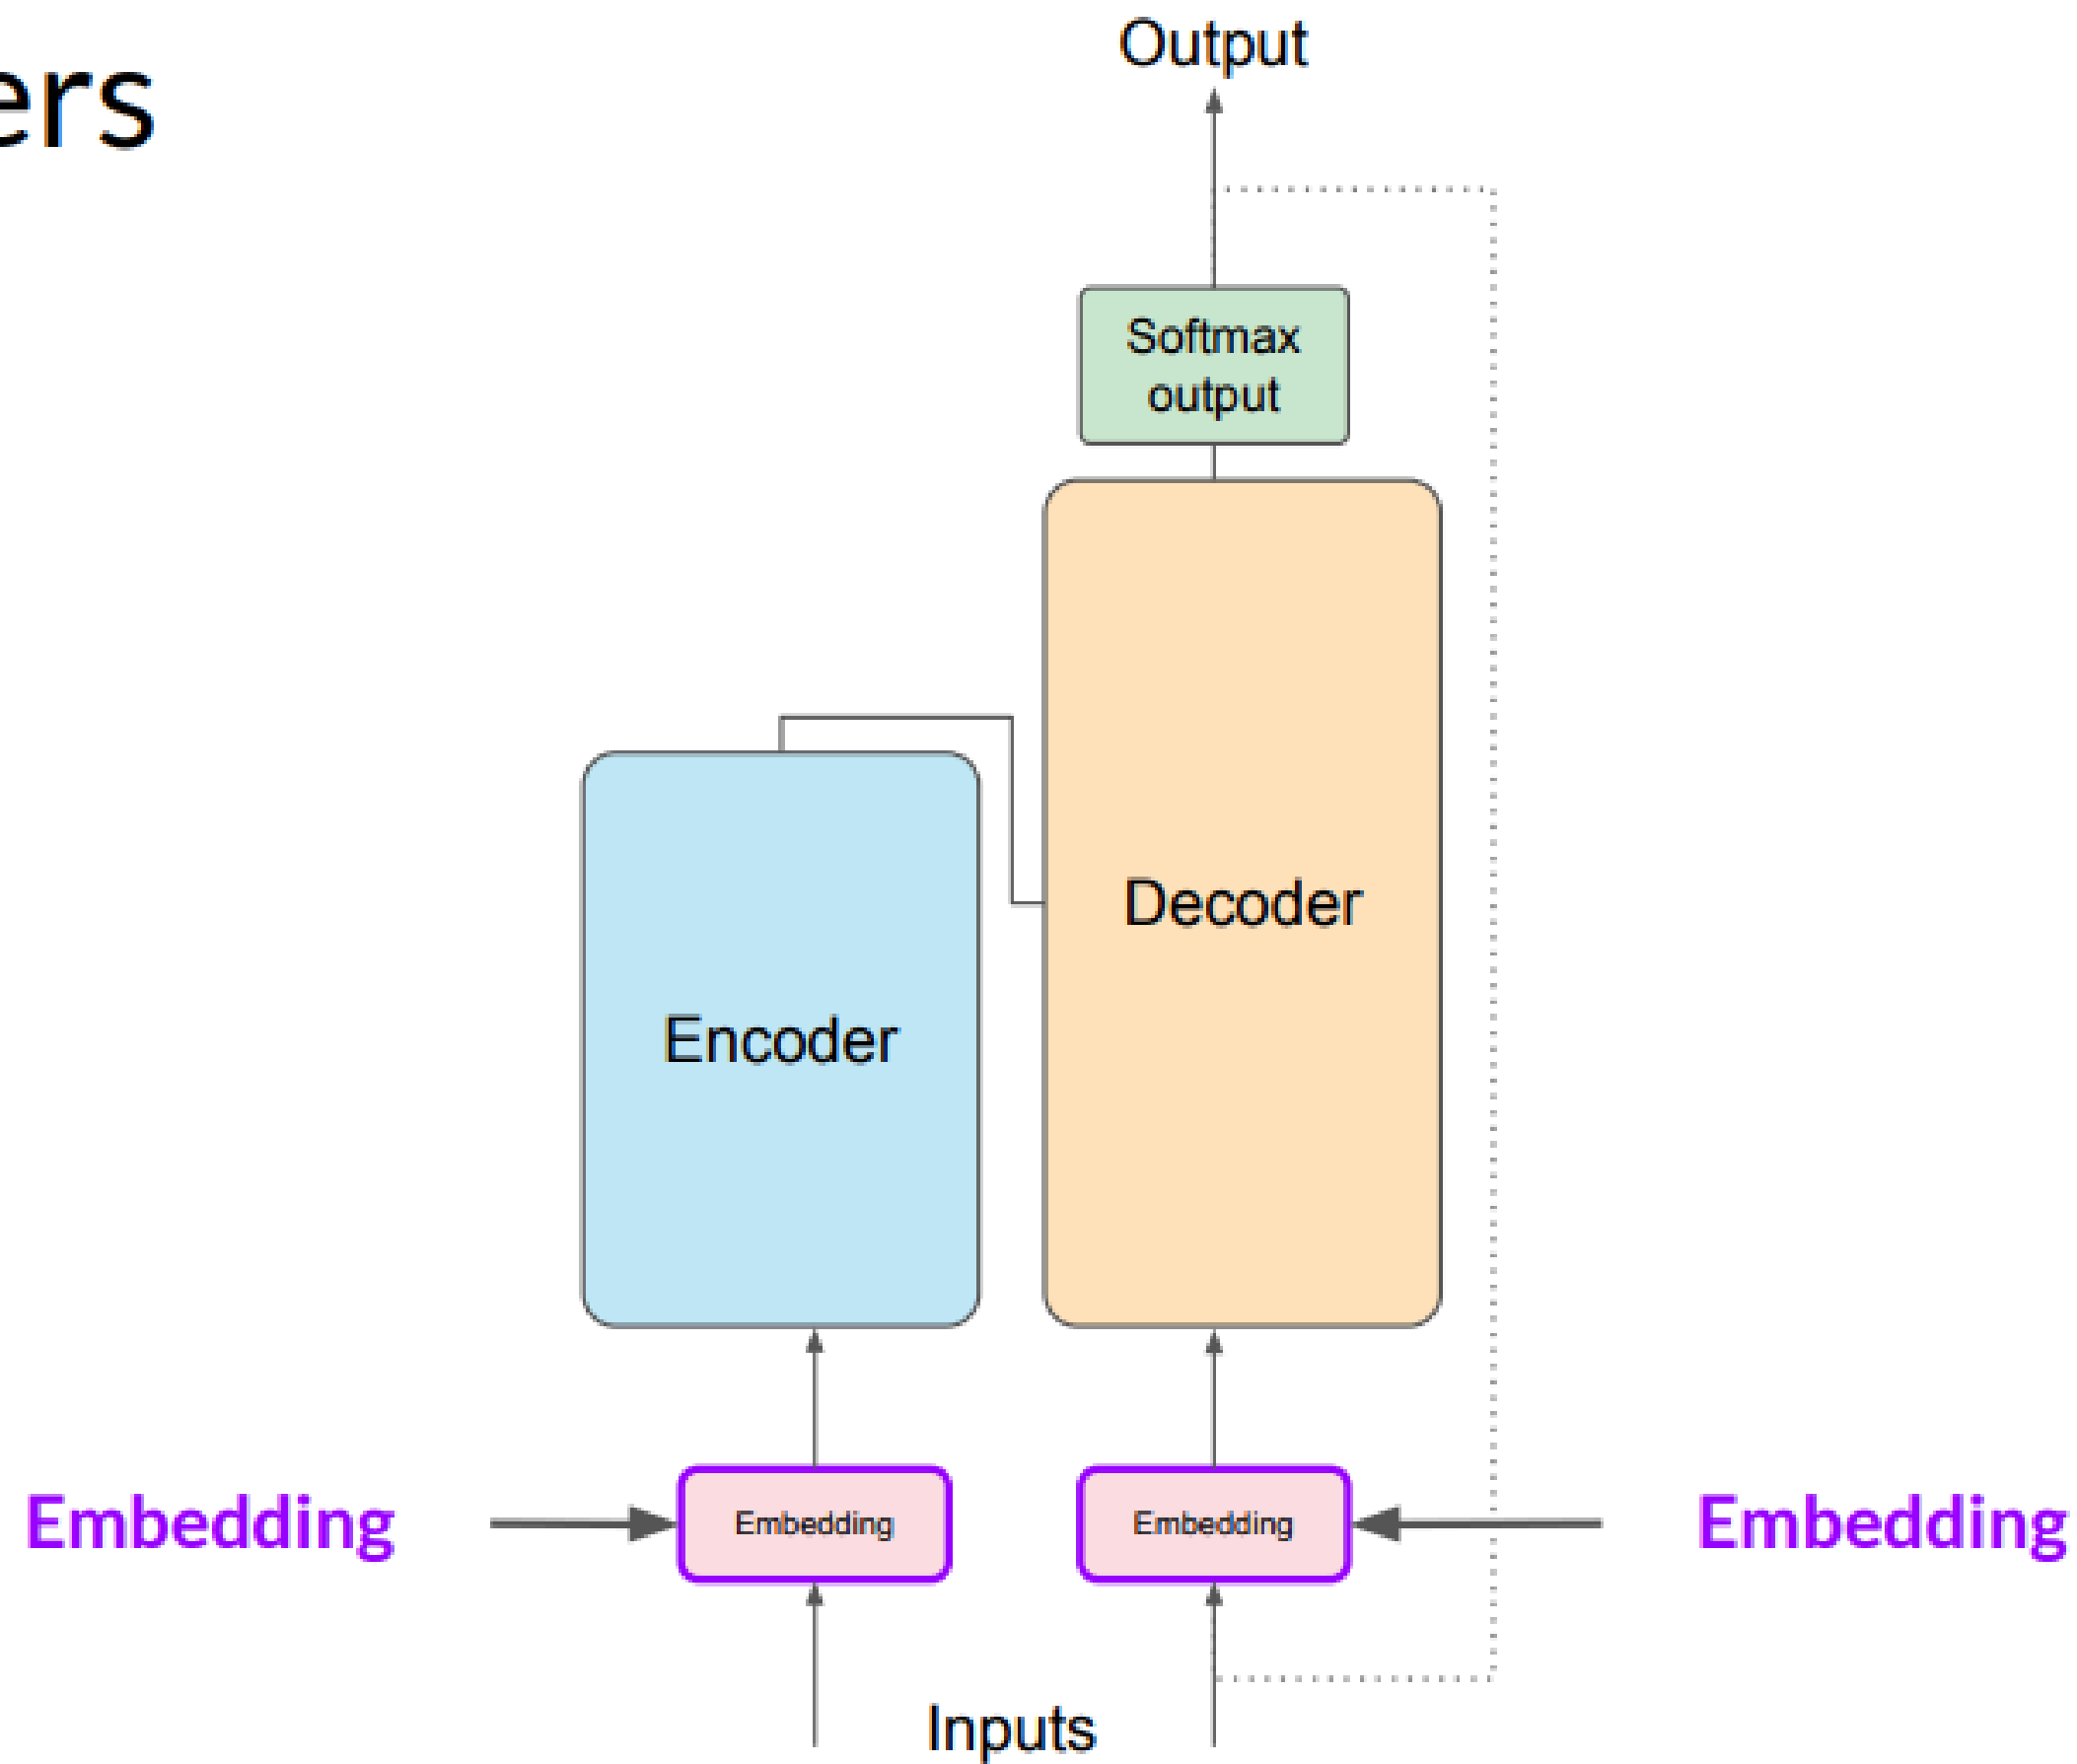 ers
Output
Softmax
output
Decoder
Encoder
Embedding
Embedding
Embedding
Embedding
Inputs